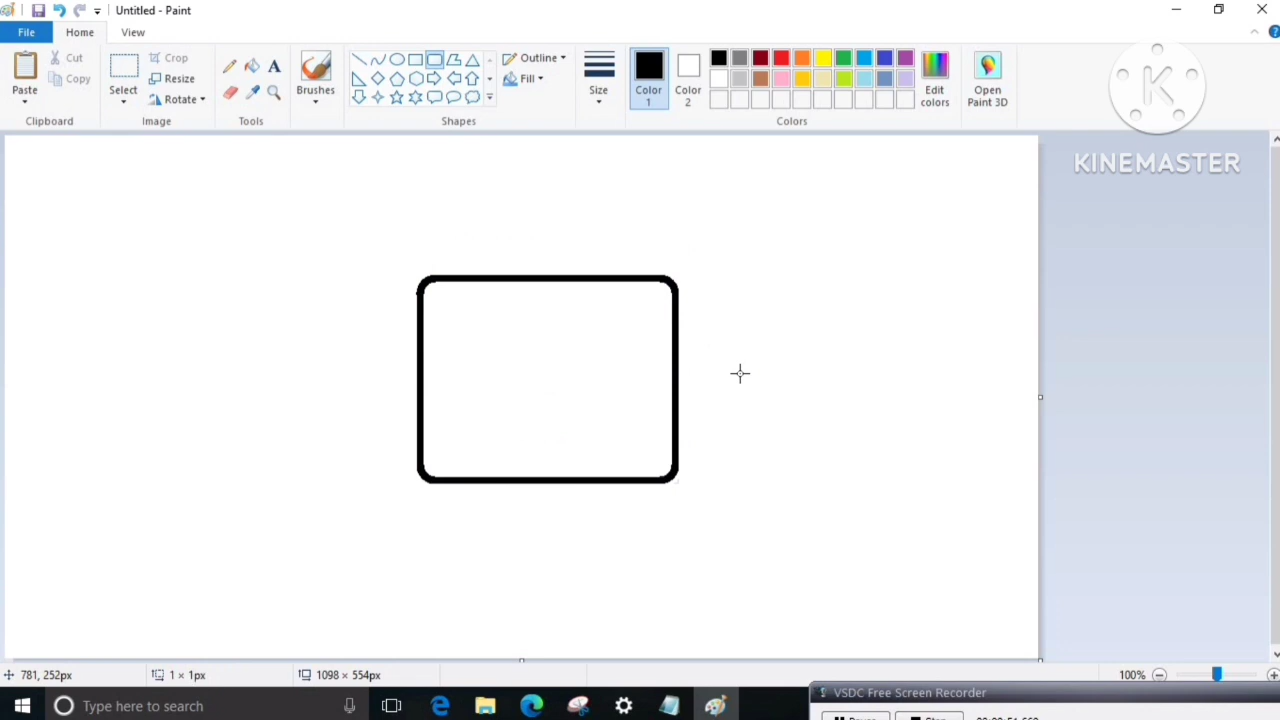 Untitled - Paint
File
Home
View
Paste
Cut
Copy
Clipboard
Select
Crop
Resize
Rotate
Image
A
Tools
Brushes
Outline
Fill
Shapes
Size
Color
1
Color
2
Edit
colors
Colors
Open
Paint 3D
K
KINEMASTER
781, 252px
1 × 1px
1098 × 554px
100%
Type here to search
VSDC Free Screen Recorder